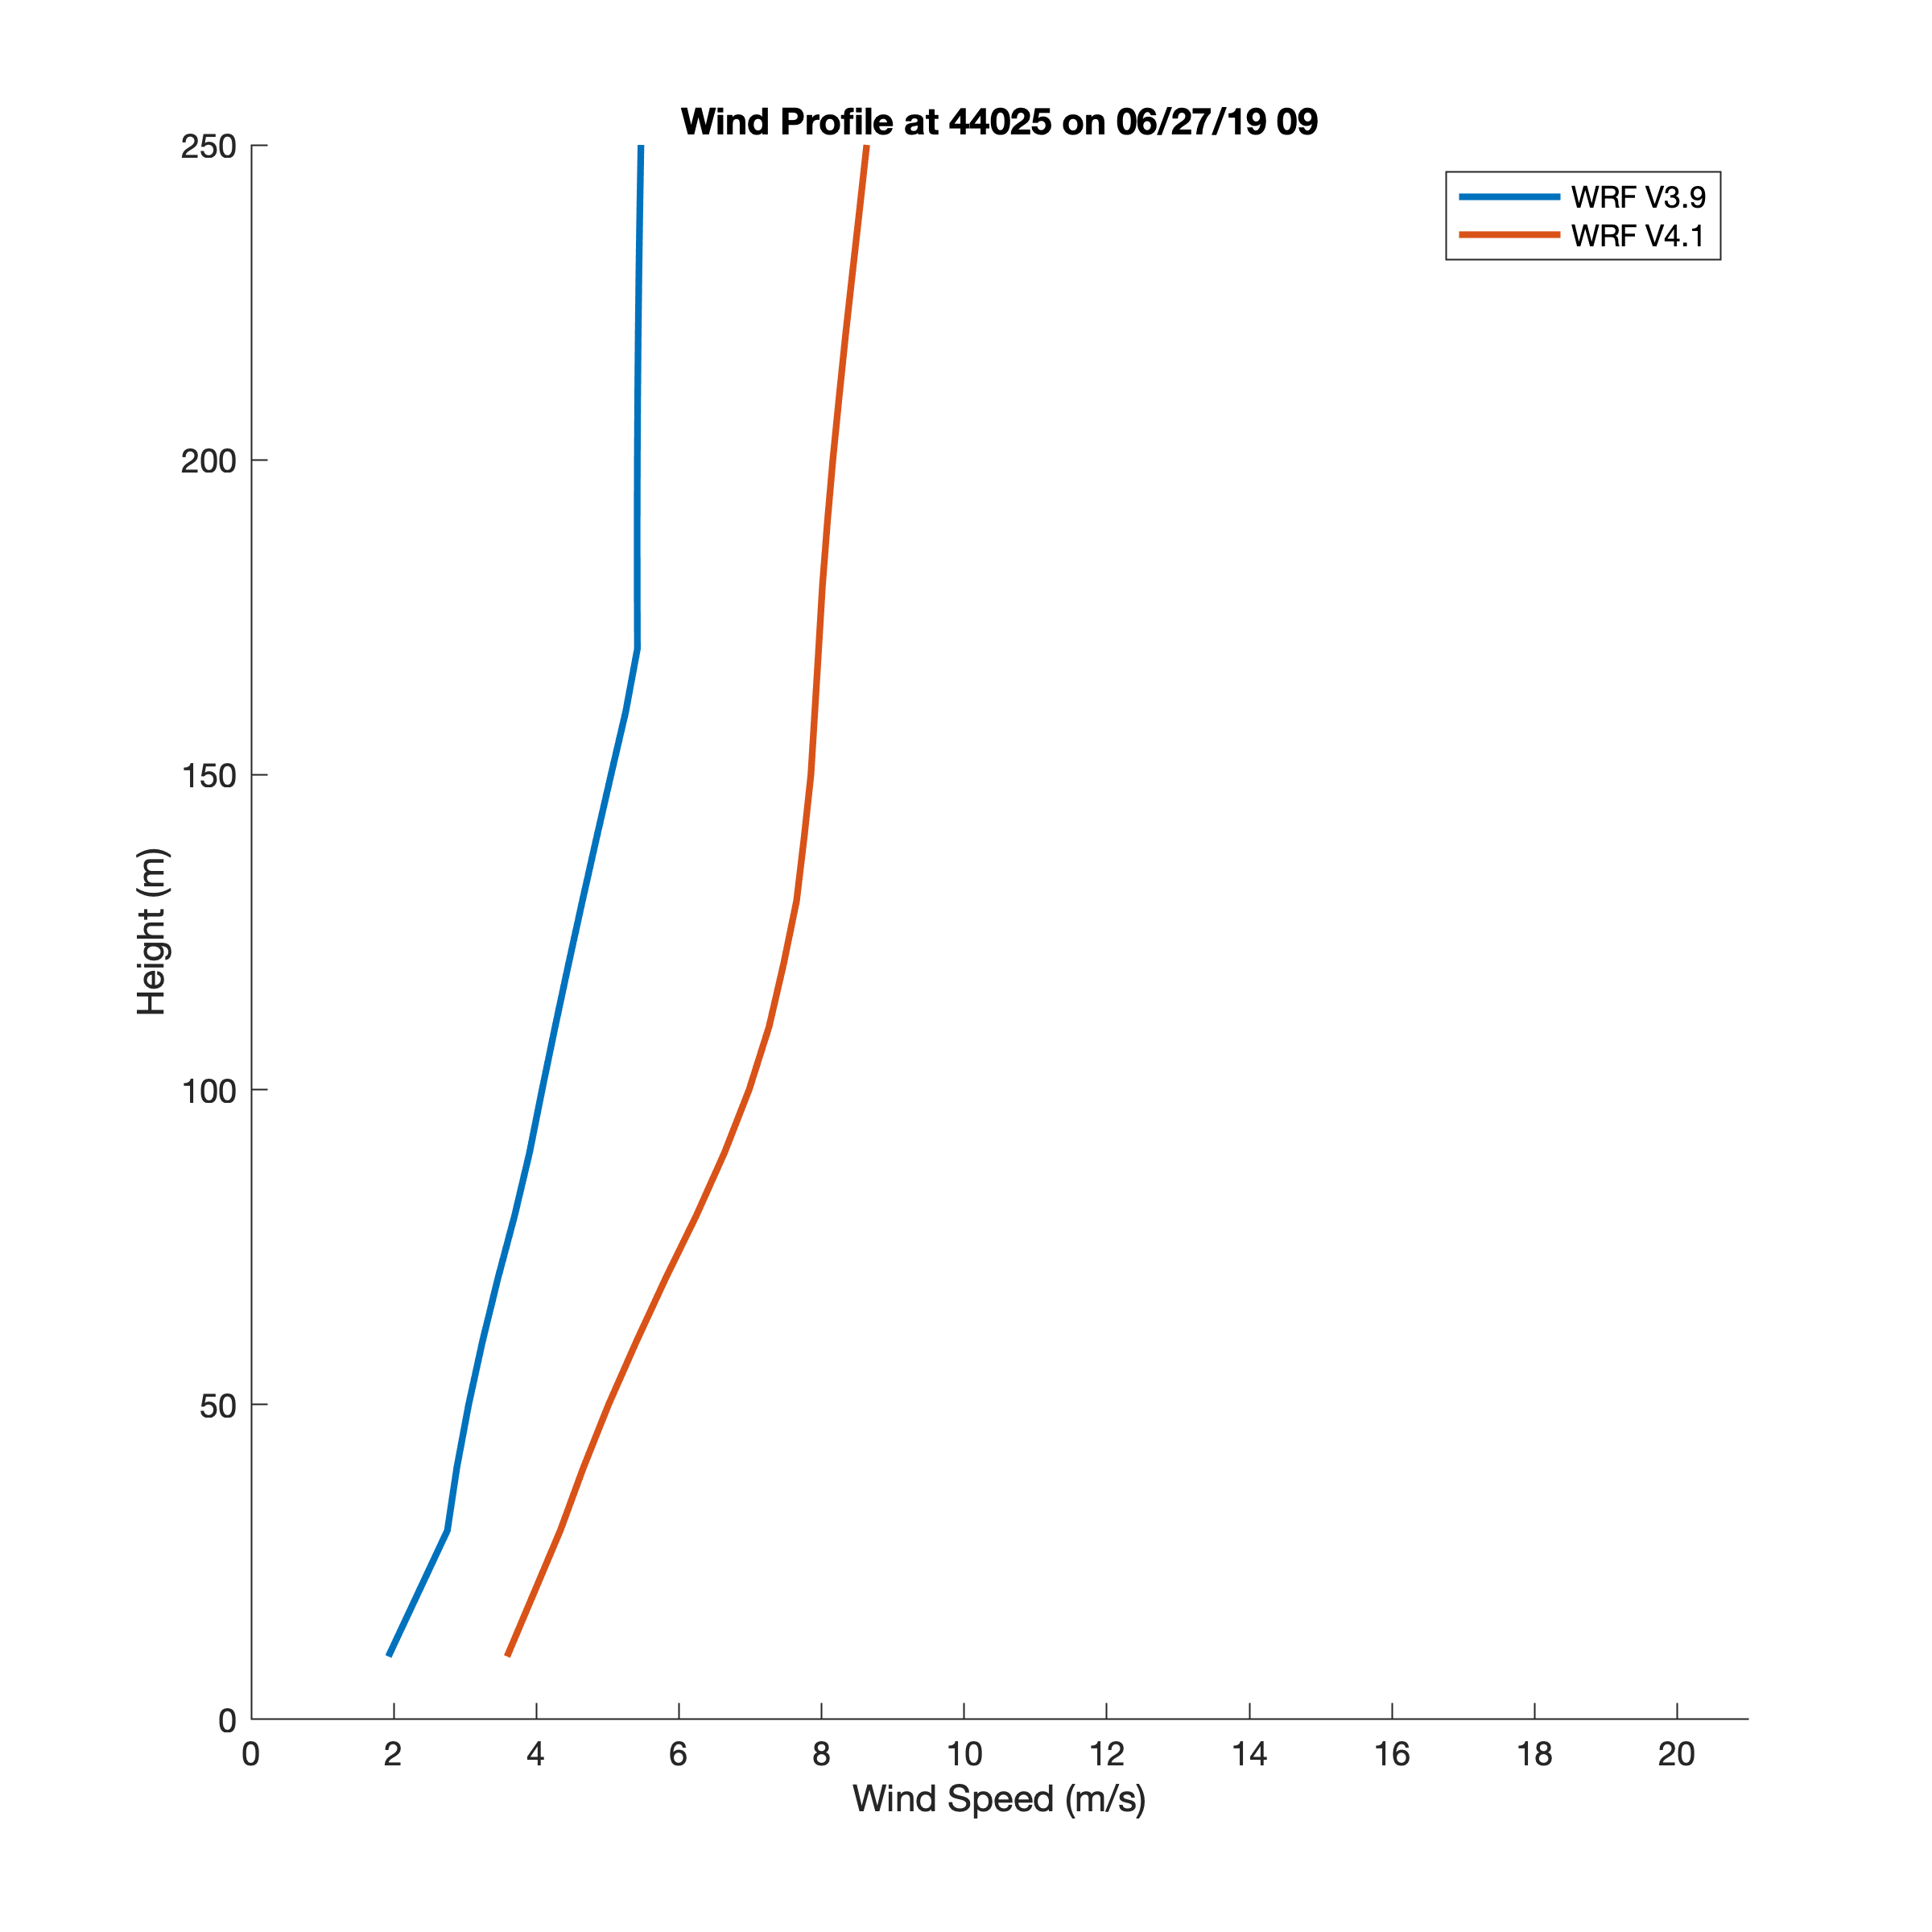 Wind Profile at 44025 on 06/27/19 09
WRF V3.9
WRF V4.1
250
200
150
100
50
0
Height (m)
0 2 4 6 8 10 12 14 16 18 20
Wind Speed (m/s)